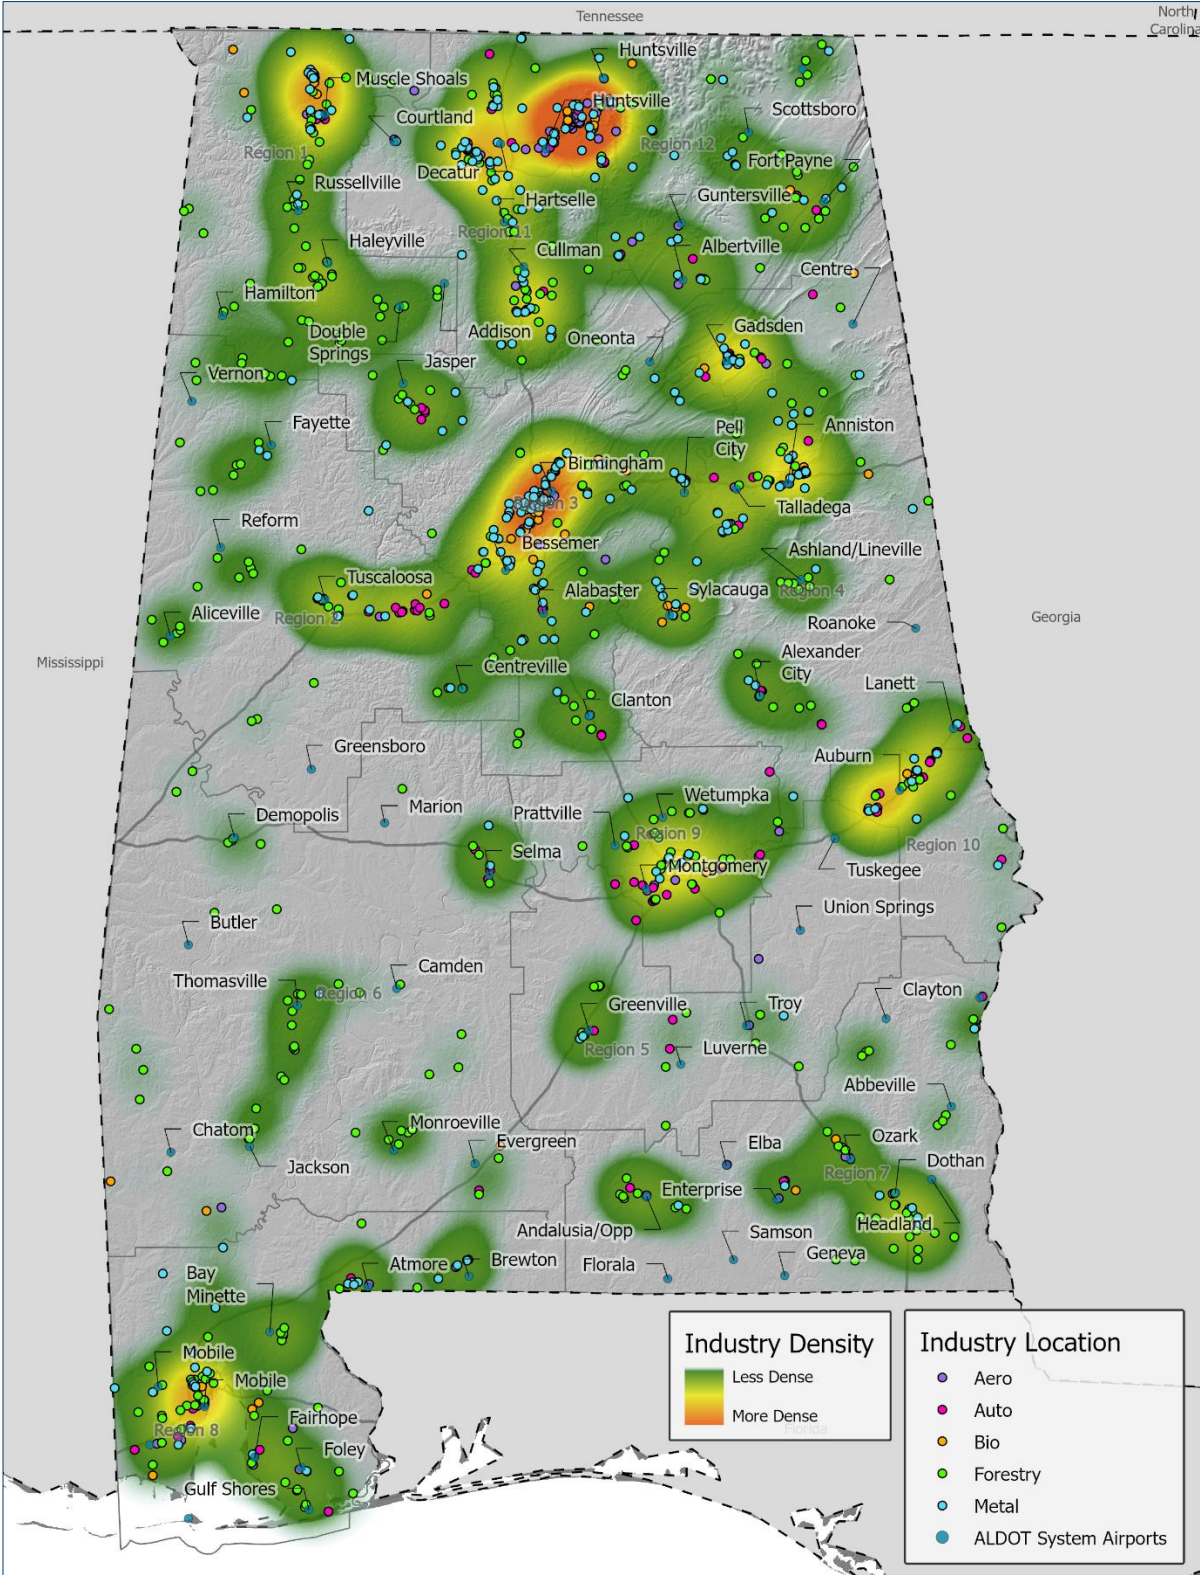 Tennessee
North
Carolina
Huntsville
Muscle Shoals
Huntsville
Courtland
Scottsboro
Region 1
Region 12
Decatur
Fort Payne
Russellville
Hartselle
Guntersville
Region 11
Haleyville
Cullman
Albertville
Centre
Hamilton
Double
Springs
Addison
Oneonta
Gadsden
Vernon
Jasper
Fayette
Pell
City
Anniston
Birmingham
Region 3
Talladega
Reform
Bessemer
Ashland/Lineville
Tuscaloosa
Alabaster
Sylacauga
Region 4
Aliceville
Region 2
Roanoke
Georgia
Mississippi
Centreville
Alexander
City
Lanett
Clanton
Greensboro
Auburn
Demopolis
Marion
Prattville
Wetumpka
Region 9
Selma
Montgomery
Region 10
Tuskegee
Butler
Union Springs
Thomasville
Region 6
Camden
Greenville
Troy
Clayton
Region 5
Luverne
Abbeville
Chatom
Monroeville
Evergreen
Elba
Ozark
Jackson
Region 7
Dothan
Enterprise
Andalusia/Opp
Headland
Samson
Atmore
Brewton
Florala
Geneva
Bay
Minette
Mobile
Mobile
Fairhope
Region 8
Foley
Gulf Shores
Industry Density
Less Dense
More Dense
Florida
Industry Location
Aero
Auto
Bio
Forestry
Metal
ALDOT System Airports